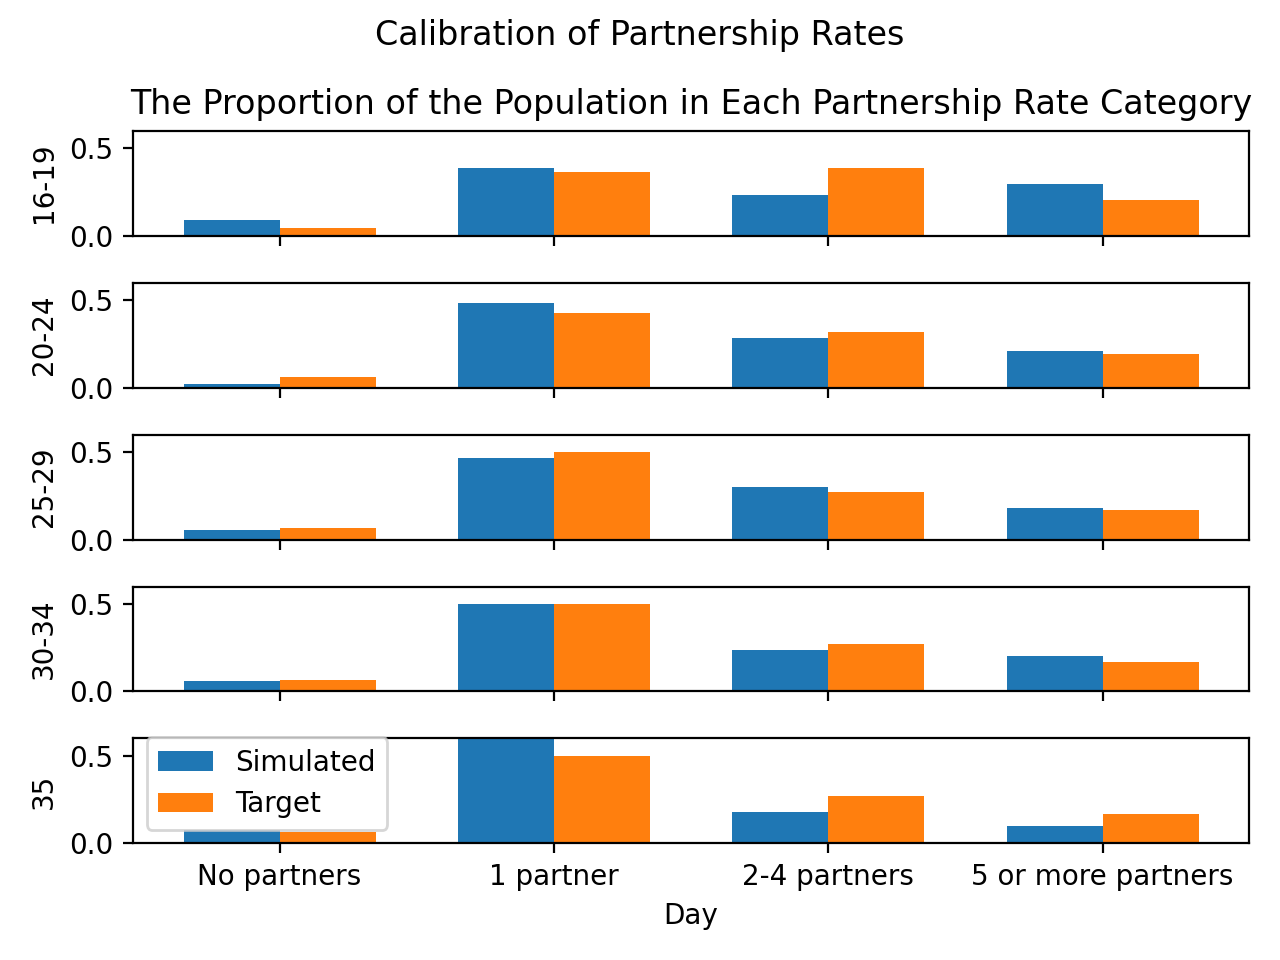 Calibration of Partnership Rates
The Proportion of the Population in Each Partnership Rate Category
16-19
0.5
0.0
20-24
0.5
0.0
25-29
0.5
0.0
30-34
0.5
0.0
35
0.5
0.0
Simulated
Target
No partners 1 partner 2-4 partners 5 or more partners
Day